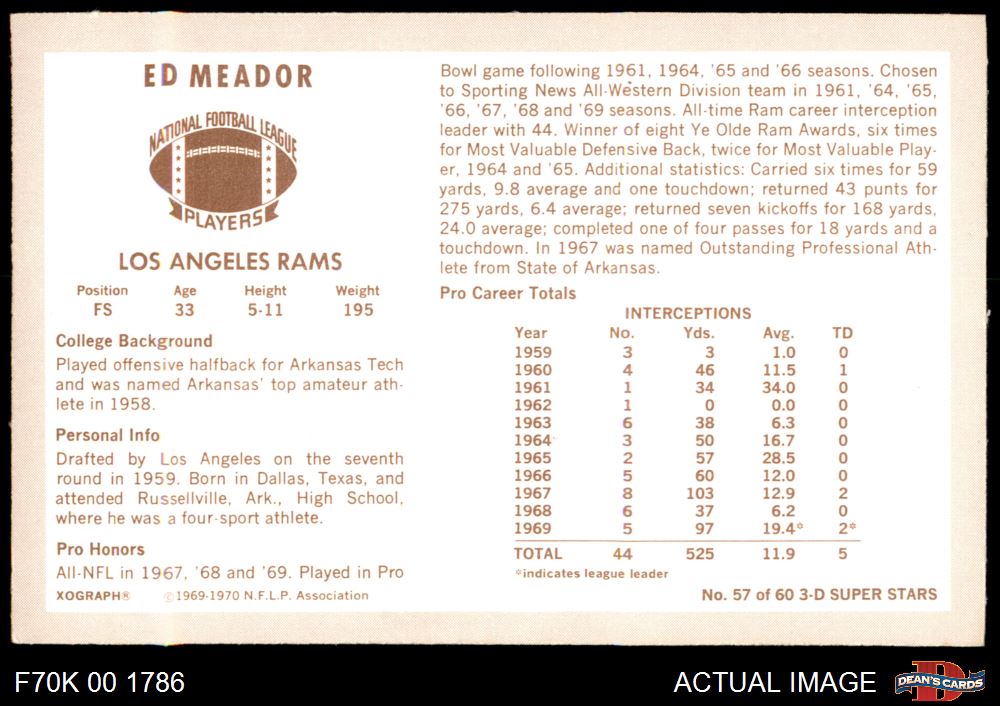 ED MEADOR
NATIONAL FOOTBALL LEAGUE
PLAYERS
LOS ANGELES RAMS
Position Age Height Weight
FS 33 5-11 195
College Background
Played offensive halfback for Arkansas Tech
and was named Arkansas' top amateur ath-
lete in 1958.
Personal Info
Drafted by Los Angeles on the seventh
round in 1959. Born in Dallas, Texas, and
attended Russellville, Ark., High School,
where he was a four-sport athlete.
Pro Honors
All-NFL in 1967, '68 and '69. Played in Pro
Bowl game following 1961, 1964, '65 and '66 seasons. Chosen
to Sporting News All-Western Division team in 1961, '64, '65,
'66, '67, '68 and '69 seasons. All-time Ram career interception
leader with 44. Winner of eight Ye Olde Ram Awards, six times
for Most Valuable Defensive Back, twice for Most Valuable Play-
er, 1964 and '65. Additional statistics: Carried six times for 59
yards, 9.8 average and one touchdown; returned 43 punts for
275 yards, 6.4 average; returned seven kickoffs for 168 yards,
24.0 average; completed one of four passes for 18 yards and a
touchdown. In 1967 was named Outstanding Professional Ath-
lete from State of Arkansas.
Pro Career Totals
INTERCEPTIONS
Year No. Yds. Avg. TD
1959 3 3 1.0 0
1960 4 46 11.5 1
1961 1 34 34.0 0
1962 1 0 0.0 0
1963 6 38 6.3 0
1964 3 50 16.7 0
1965 2 57 28.5 0
1966 5 60 12.0 0
1967 8 103 12.9 2
1968 6 37 6.2 0
1969 5 97 19.4* 2*
TOTAL 44 525 11.9 5
*indicates league leader
XOGRAPH® ©1969-1970 N.F.L.P. Association
No. 57 of 60 3-D SUPER STARS
F70K 00 1786
ACTUAL IMAGE
D
DEAN'S CARDS